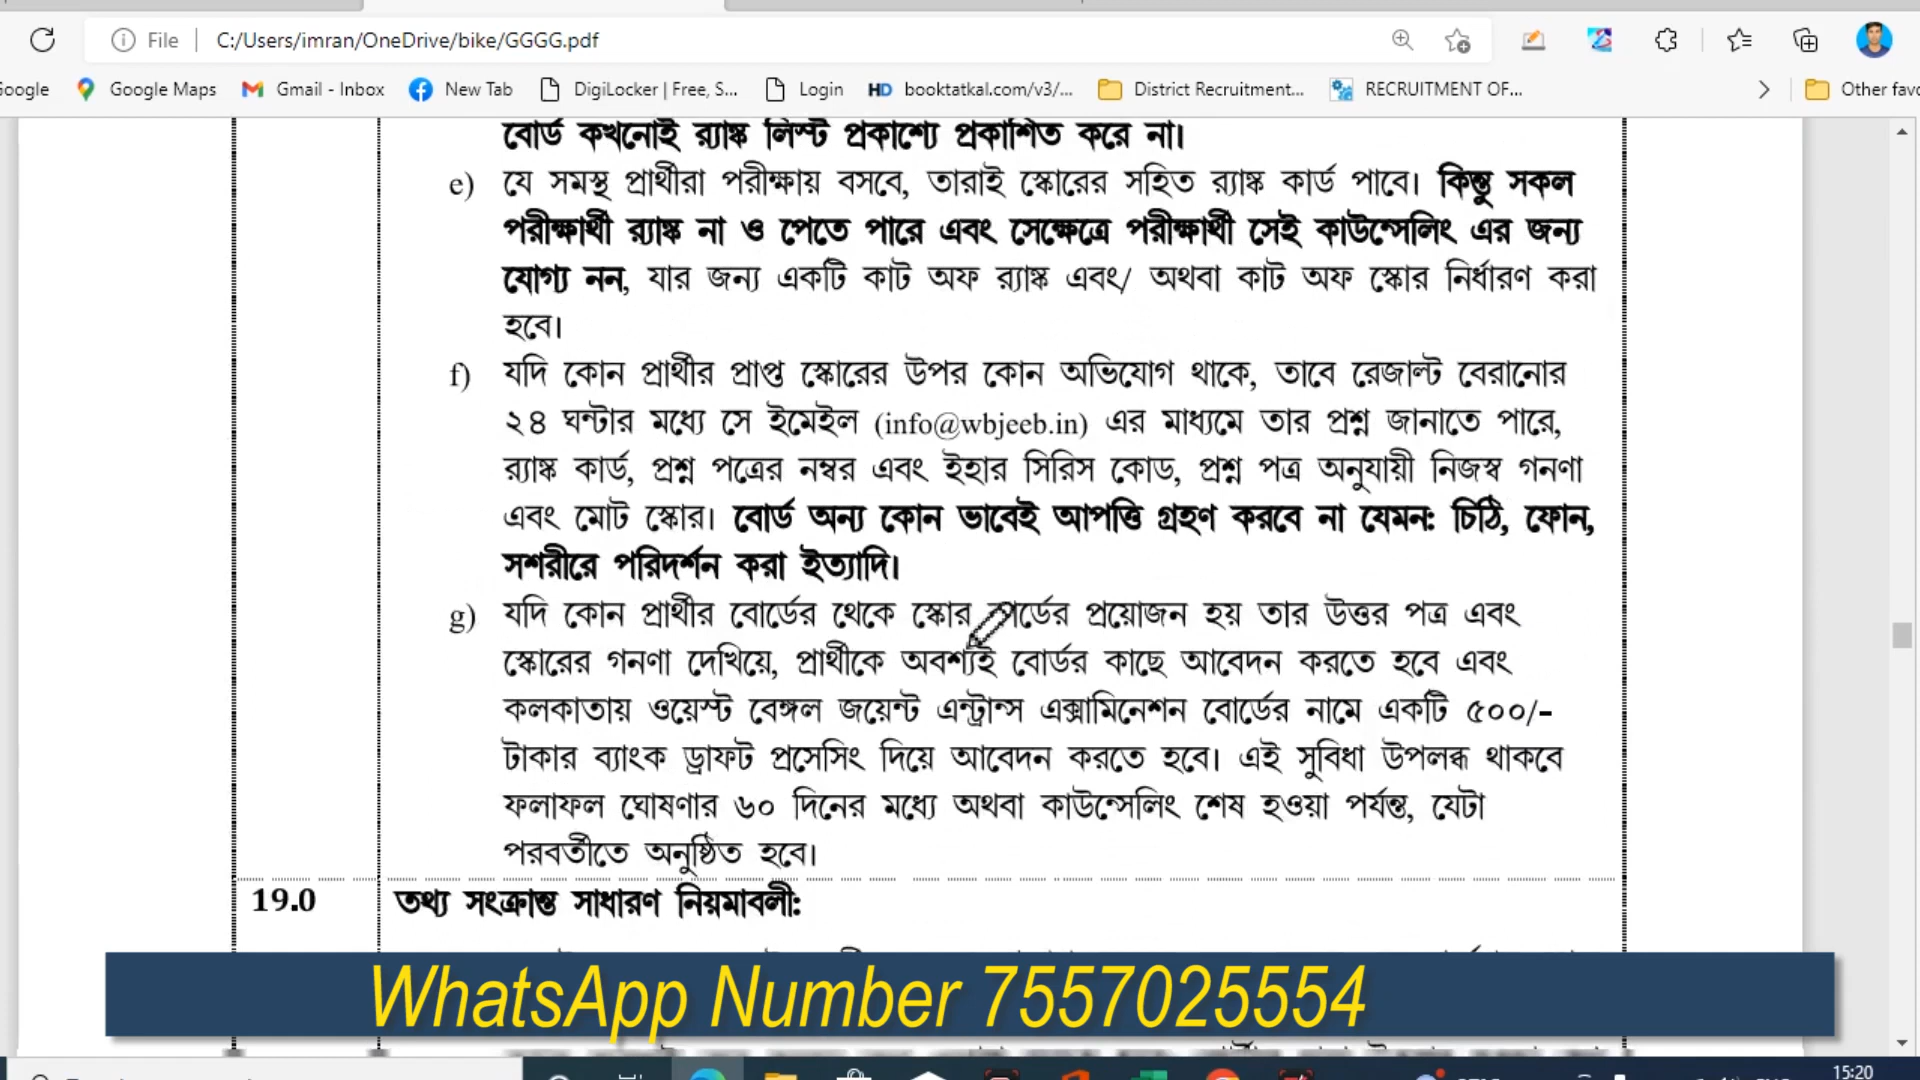 File
C:/Users/imran/OneDrive/bike/GGGG.pdf
Google Maps
Gmail - Inbox
New Tab
DigiLocker | Free, S...
Login
HD booktatkal.com/v3/...
District Recruitment...
RECRUITMENT OF...
Other
বোর্ড কখনোই র‍্যাঙ্ক লিস্ট প্রকাশ্যে প্রকাশিত করে না।
e) যে সমস্থ প্রার্থীরা পরীক্ষায় বসবে, তারাই স্কোরের সহিত র‍্যাঙ্ক কার্ড পাবে। কিন্তু সকল
পরীক্ষার্থী র‍্যাঙ্ক না ও পেতে পারে এবং সেক্ষেত্রে পরীক্ষার্থী সেই কাউন্সেলিং এর জন্য
যোগ্য নন, যার জন্য একটি কাট অফ র‍্যাঙ্ক এবং/ অথবা কাট অফ স্কোর নির্ধারণ করা
হবে।
f) যদি কোন প্রার্থীর প্রাপ্ত স্কোরের উপর কোন অভিযোগ থাকে, তাবে রেজাল্ট বেরানোর
২৪ ঘন্টার মধ্যে সে ইমেইল (info@wbjeeb.in) এর মাধ্যমে তার প্রশ্ন জানাতে পারে,
র‍্যাঙ্ক কার্ড, প্রশ্ন পত্রের নম্বর এবং ইহার সিরিস কোড, প্রশ্ন পত্র অনুযায়ী নিজস্ব গনণা
এবং মোট স্কোর। বোর্ড অন্য কোন ভাবেই আপত্তি গ্রহণ করবে না যেমন: চিঠি, ফোন,
সশরীরে পরিদর্শন করা ইত্যাদি।
g) যদি কোন প্রার্থীর বোর্ডের থেকে স্কোর প্রয়োজন হয় তার উত্তর পত্র এবং
স্কোরের গনণা দেখিয়ে, প্রার্থীকে অবশ্যই বোর্ডর কাছে আবেদন করতে হবে এবং
কলকাতায় ওয়েস্ট বেঙ্গল জয়েন্ট এন্ট্রান্স এক্সামিনেশন বোর্ডের নামে একটি ৫০০/-
টাকার ব্যাংক ড্রাফট প্রসেসিং দিয়ে আবেদন করতে হবে। এই সুবিধা উপলব্ধ থাকবে
ফলাফল ঘোষণার ৬০ দিনের মধ্যে অথবা কাউন্সেলিং শেষ হওয়া পর্যন্ত, যেটা
পরবর্তীতে অনুষ্ঠিত হবে।
19.0 তথ্য সংক্রান্ত সাধারণ নিয়মাবলী:
WhatsApp Number 7557025554
15:20